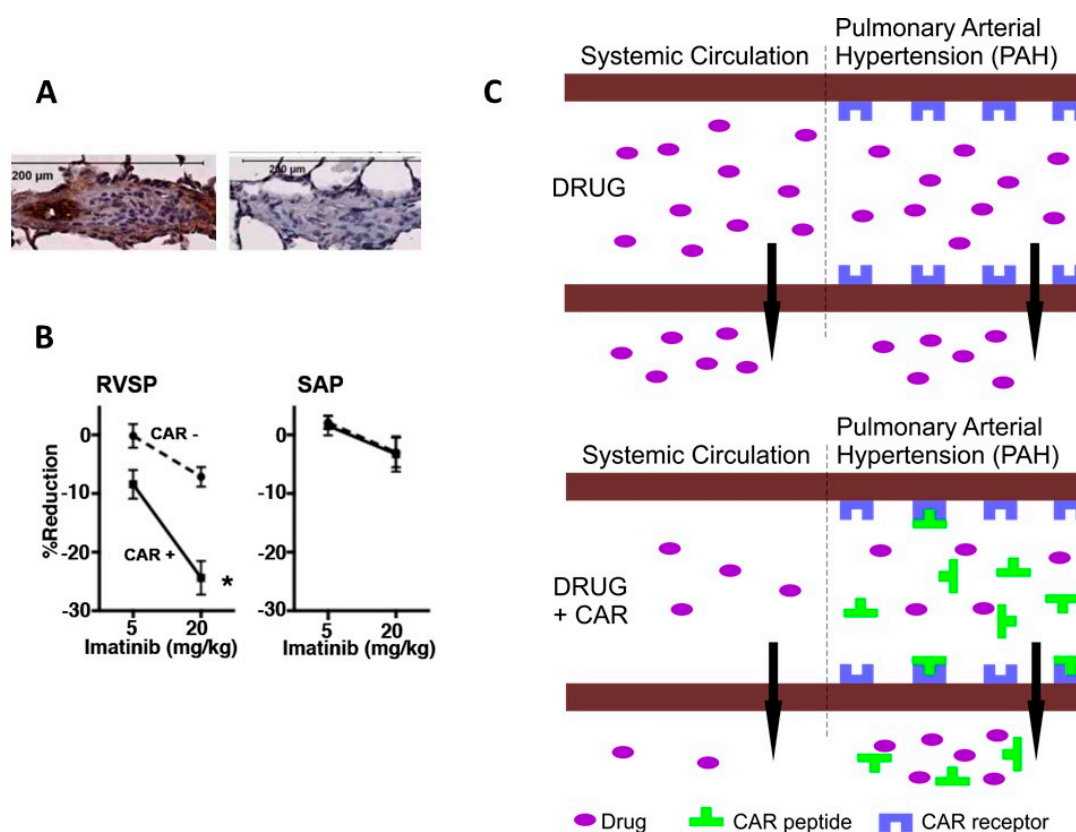 A
200 µm
200 µm
B
RVSP
SAP
%Reduction
0
-10
-20
-30
CAR -
CAR +
*
5
20
Imatinib (mg/kg)
0
-10
-20
-30
5
20
Imatinib (mg/kg)
C
Systemic Circulation
Pulmonary Arterial
Hypertension (PAH)
DRUG
Systemic Circulation
Pulmonary Arterial
Hypertension (PAH)
DRUG
+ CAR
Drug
CAR peptide
CAR receptor